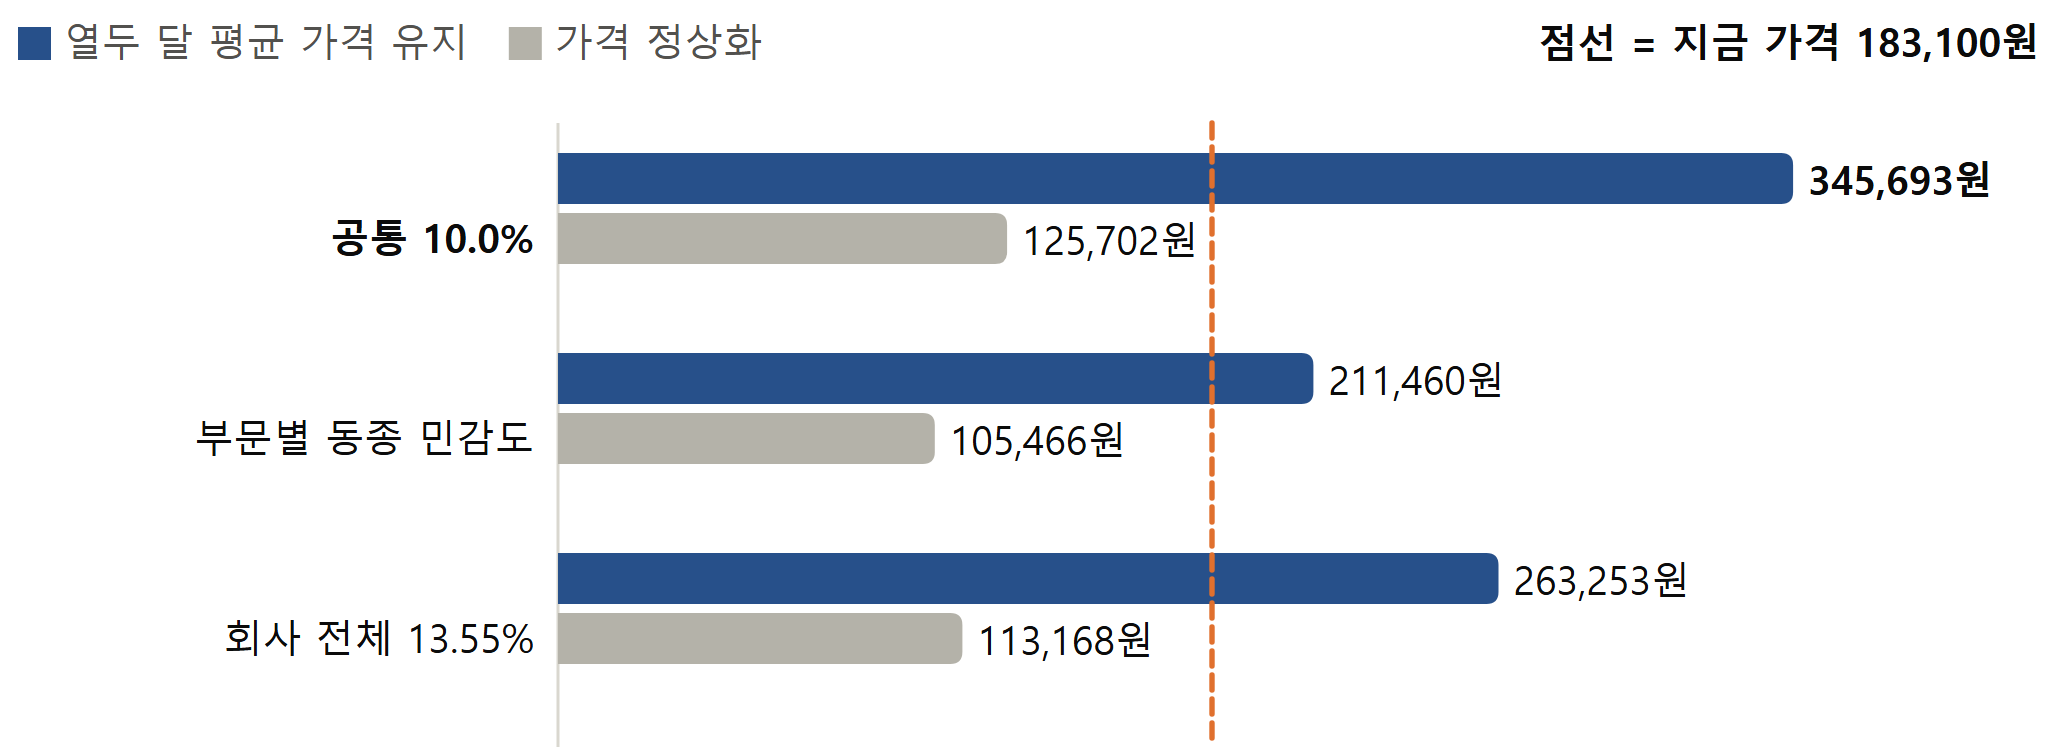 열두 달 평균 가격 유지 가격 정상화 점선 = 지금 가격 183,100원
345,693원
공통 10.0%
125,702원
211,460원
부문별 동종 민감도
105,466원
263,253원
회사 전체 13.55%
113,168원